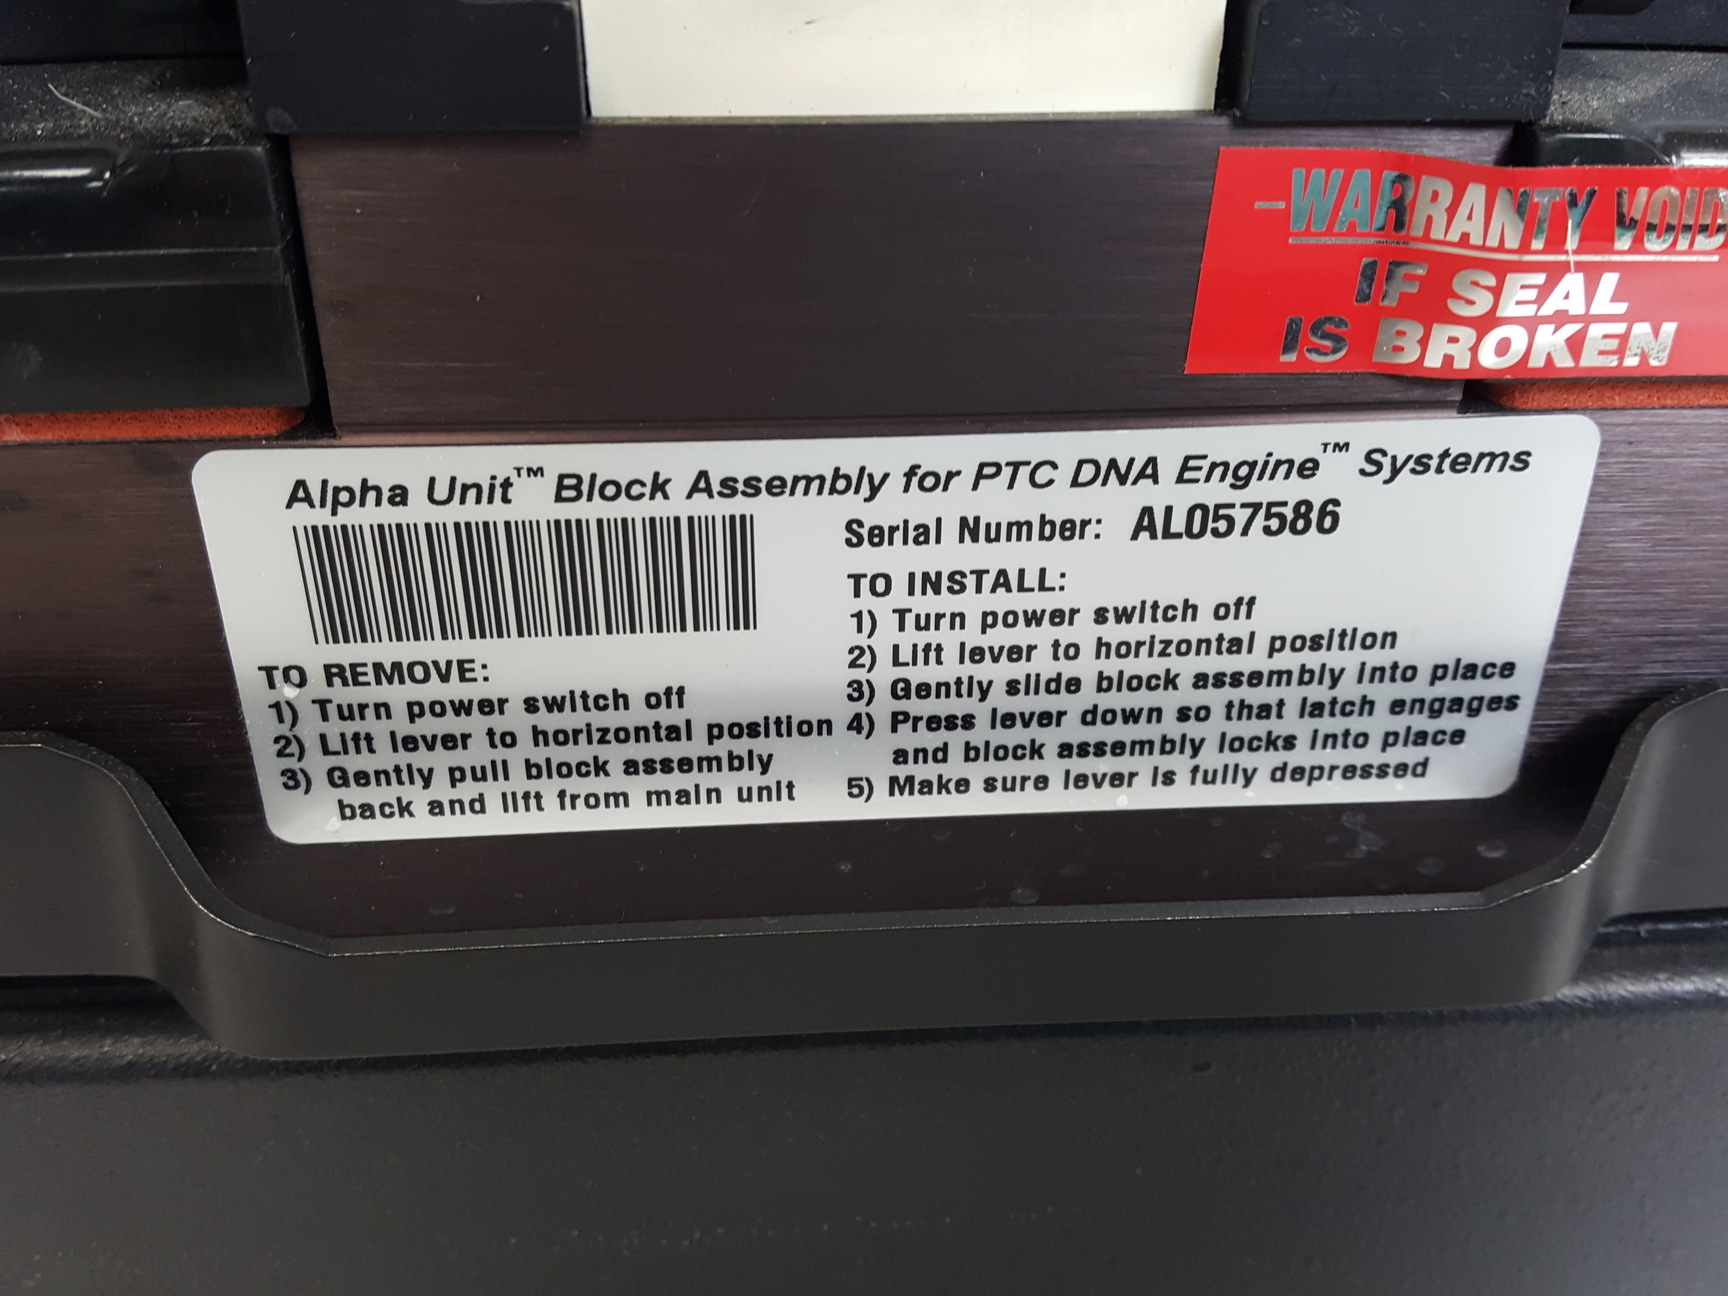 -WARRANTY VOID
IF SEAL
IS BROKEN
Alpha Unit™ Block Assembly for PTC DNA Engine™ Systems
Serial Number: AL057586
TO REMOVE:
1) Turn power switch off
2) Lift lever to horizontal position
3) Gently pull block assembly
back and lift from main unit
TO INSTALL:
1) Turn power switch off
2) Lift lever to horizontal position
3) Gently slide block assembly into place
4) Press lever down so that latch engages
and block assembly locks into place
5) Make sure lever is fully depressed